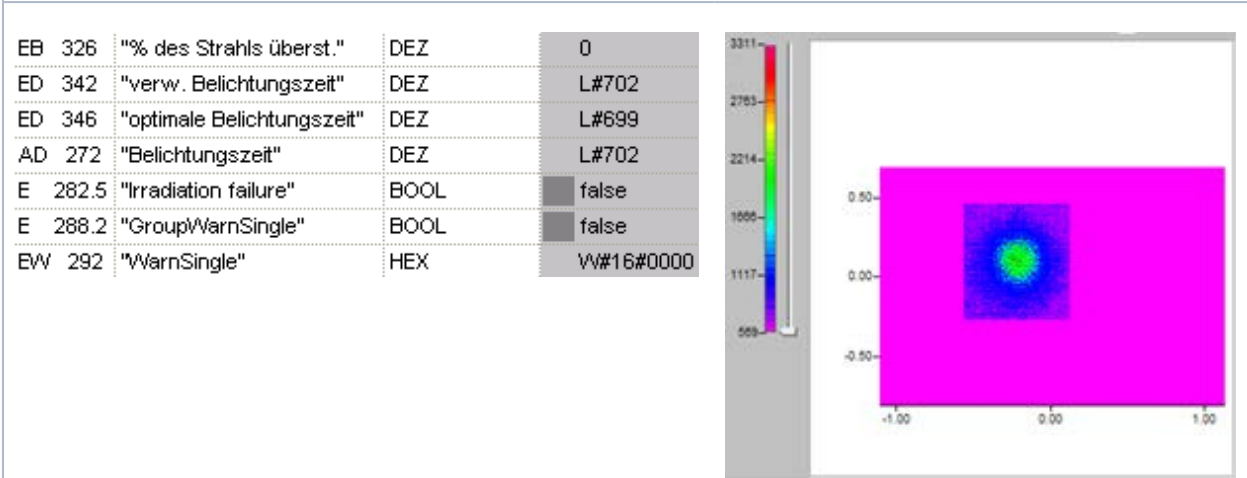 EB 326 "% des Strahls überst." DEZ 0
ED 342 "verw. Belichtungszeit" DEZ L#702
ED 346 "optimale Belichtungszeit" DEZ L#699
AD 272 "Belichtungszeit" DEZ L#702
E 282.5 "Irradiation failure" BOOL false
E 288.2 "GroupWarnSingle" BOOL false
EW 292 "WarnSingle" HEX W#16#0000
3311
2763
2214
1666
1117
569
0.50
0.00
-0.50
-1.00 0.00 1.00